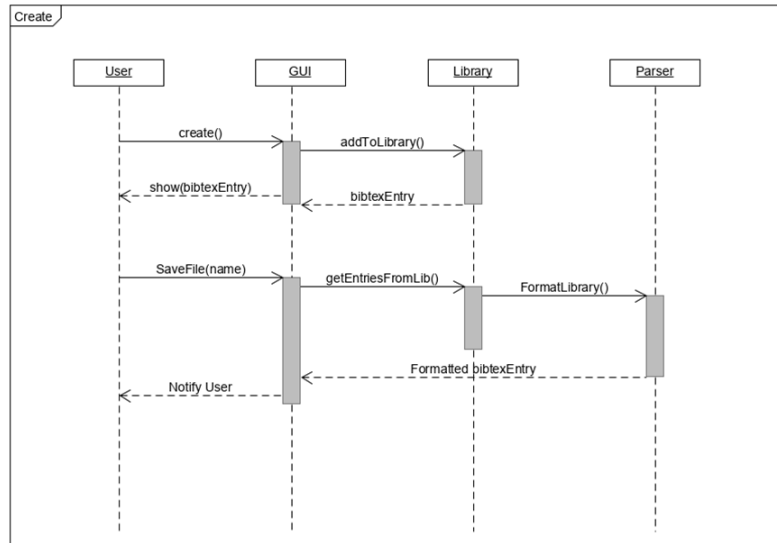 Create
User
GUI
Library
Parser
create()
addToLibrary()
show(bibtexEntry)
bibtexEntry
SaveFile(name)
getEntriesFromLib()
FormatLibrary()
Formatted bibtexEntry
Notify User